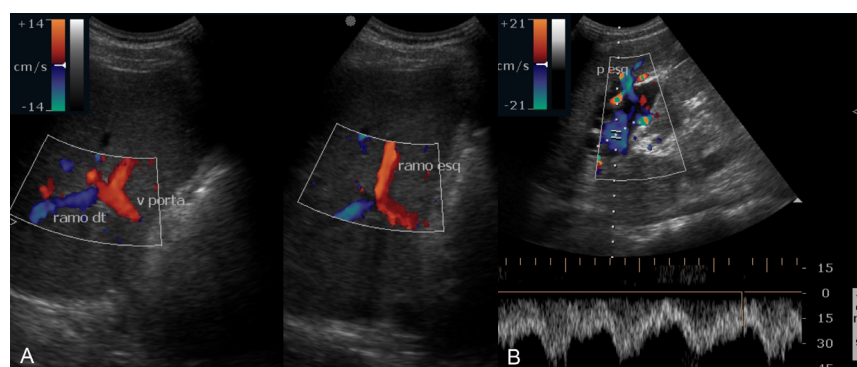 +14
cm/s
-14
ramo dt
v porta
ramo esq
A
+21
cm/s
-21
p esq
15
0
15
30
B